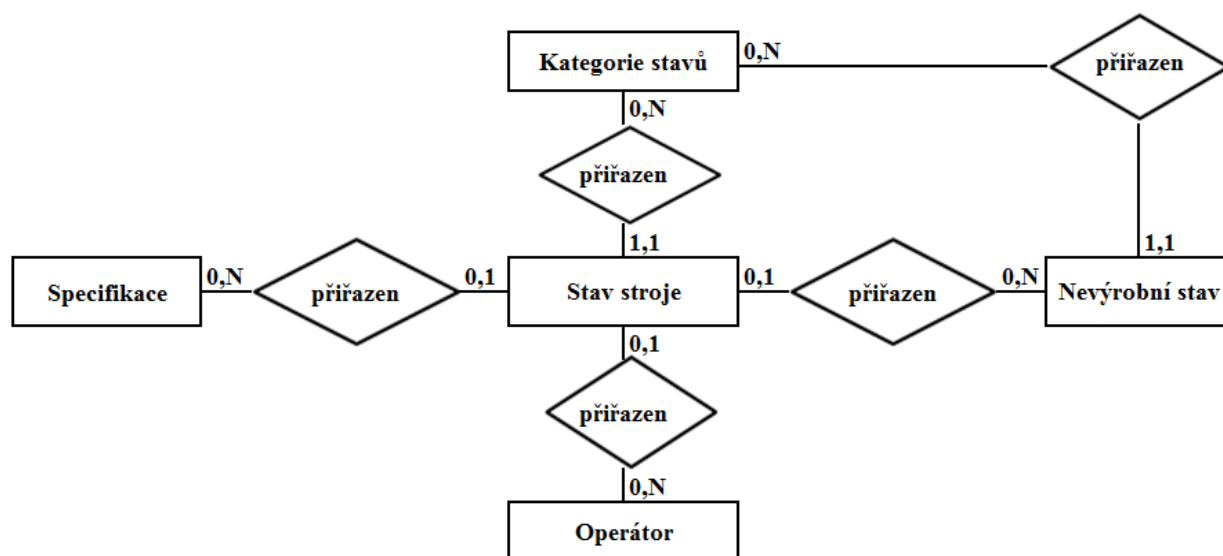 Kategorie stavů
0,N
přiřazen
0,N
přiřazen
1,1
1,1
Specifikace
0,N
přiřazen
0,1
Stav stroje
0,1
přiřazen
0,N
Nevýrobní stav
0,1
přiřazen
0,N
Operátor